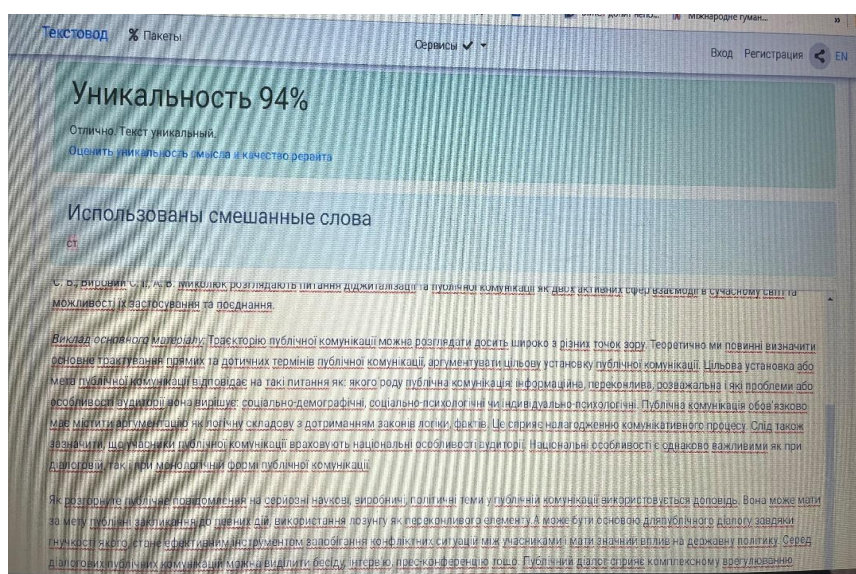 Міжнародне гуман...
»
Текстовод % Пакеты
Сервисы
Вход Регистрация EN
Уникальность 94%
Отлично. Текст уникальный.
Оценить уникальность смысла и качество рерайта
Использованы смешанные слова
ст
С. В., Вировий С. І., А. В. Миколюк розглядають питання діджиталізації та публічної комунікації як двох активних сфер взаємодії в сучасному світі та
можливості їх застосування та поєднання.
Виклад основного матеріалу. Траєкторію публічної комунікації можна розглядати досить широко з різних точок зору. Теоретично ми повинні визначити
основне трактування прямих та дотичних термінів публічної комунікації, аргументувати цільову установку публічної комунікації. Цільова установка або
мета публічної комунікації відповідає на такі питання як: якого роду публічна комунікація: інформаційна, переконлива, розважальна і які проблеми або
особливості аудиторії вона вирішує: соціально-демографічні, соціально-психологічні чи індивідуально-психологічні. Публічна комунікація обов'язково
має містити аргументацію як логічну складову з дотриманням законів логіки, фактів. Це сприяє налагодженню комунікативного процесу. Слід також
зазначити, що учасники публічної комунікації враховують національні особливості аудиторії. Національні особливості є однаково важливими як при
діалоговій, так і при монологічній формі публічної комунікації.
Як розгорнуте публічне повідомлення на серйозні наукові, виробничі, політичні теми у публічній комунікації використовується доповідь. Вона може мати
за мету публічні закликання до певних дій, використання лозунгу як переконливого елементу.А може бути основою дляпублічного діалогу завдяки
гнучкості якого, стане ефективним інструментом запобігання конфліктних ситуацій між учасниками і мати значний вплив на державну політику. Серед
діалогових публічних комунікацій можна виділити бесіду, інтерв'ю, прес-конференцію тощо. Публічний діалог сприяє комплексному врегулюванню